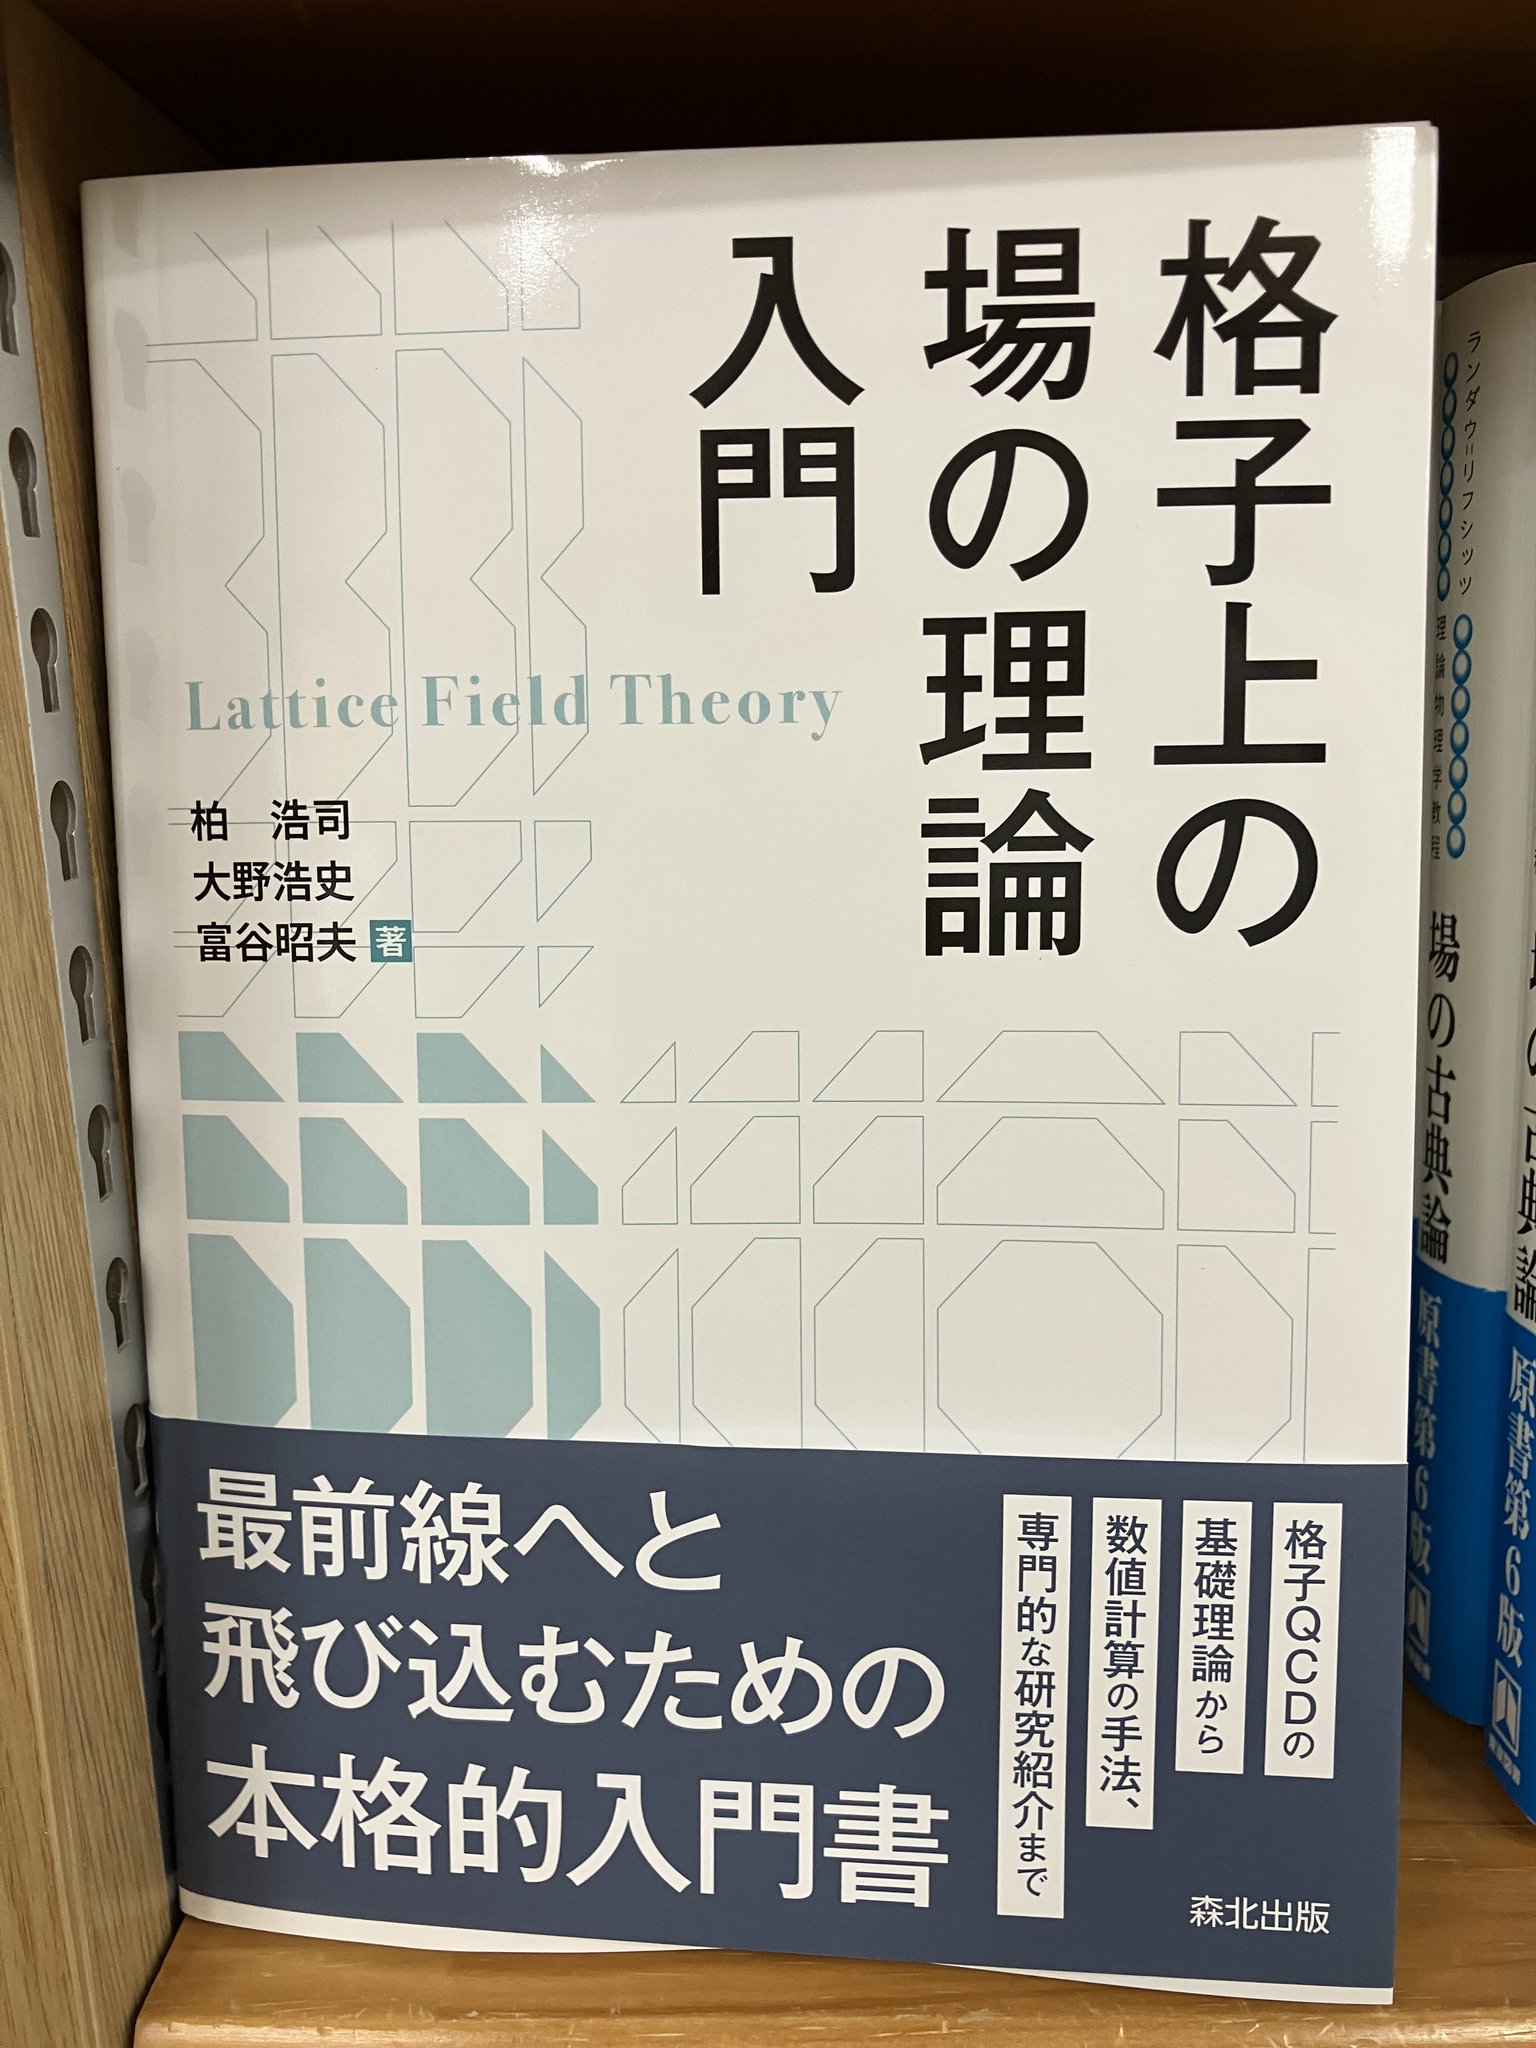 格子上の
場の理論
入門
Lattice Field Theory
柏　浩司
大野浩史
富谷昭夫 著
最前線へと
飛び込むための
本格的入門書
格子QCDの
基礎理論から
数値計算の手法、
専門的な研究紹介まで
森北出版
ランダウ=リフシッツ
理論物理学教程
場の古典論
原書第6版
原書第6版